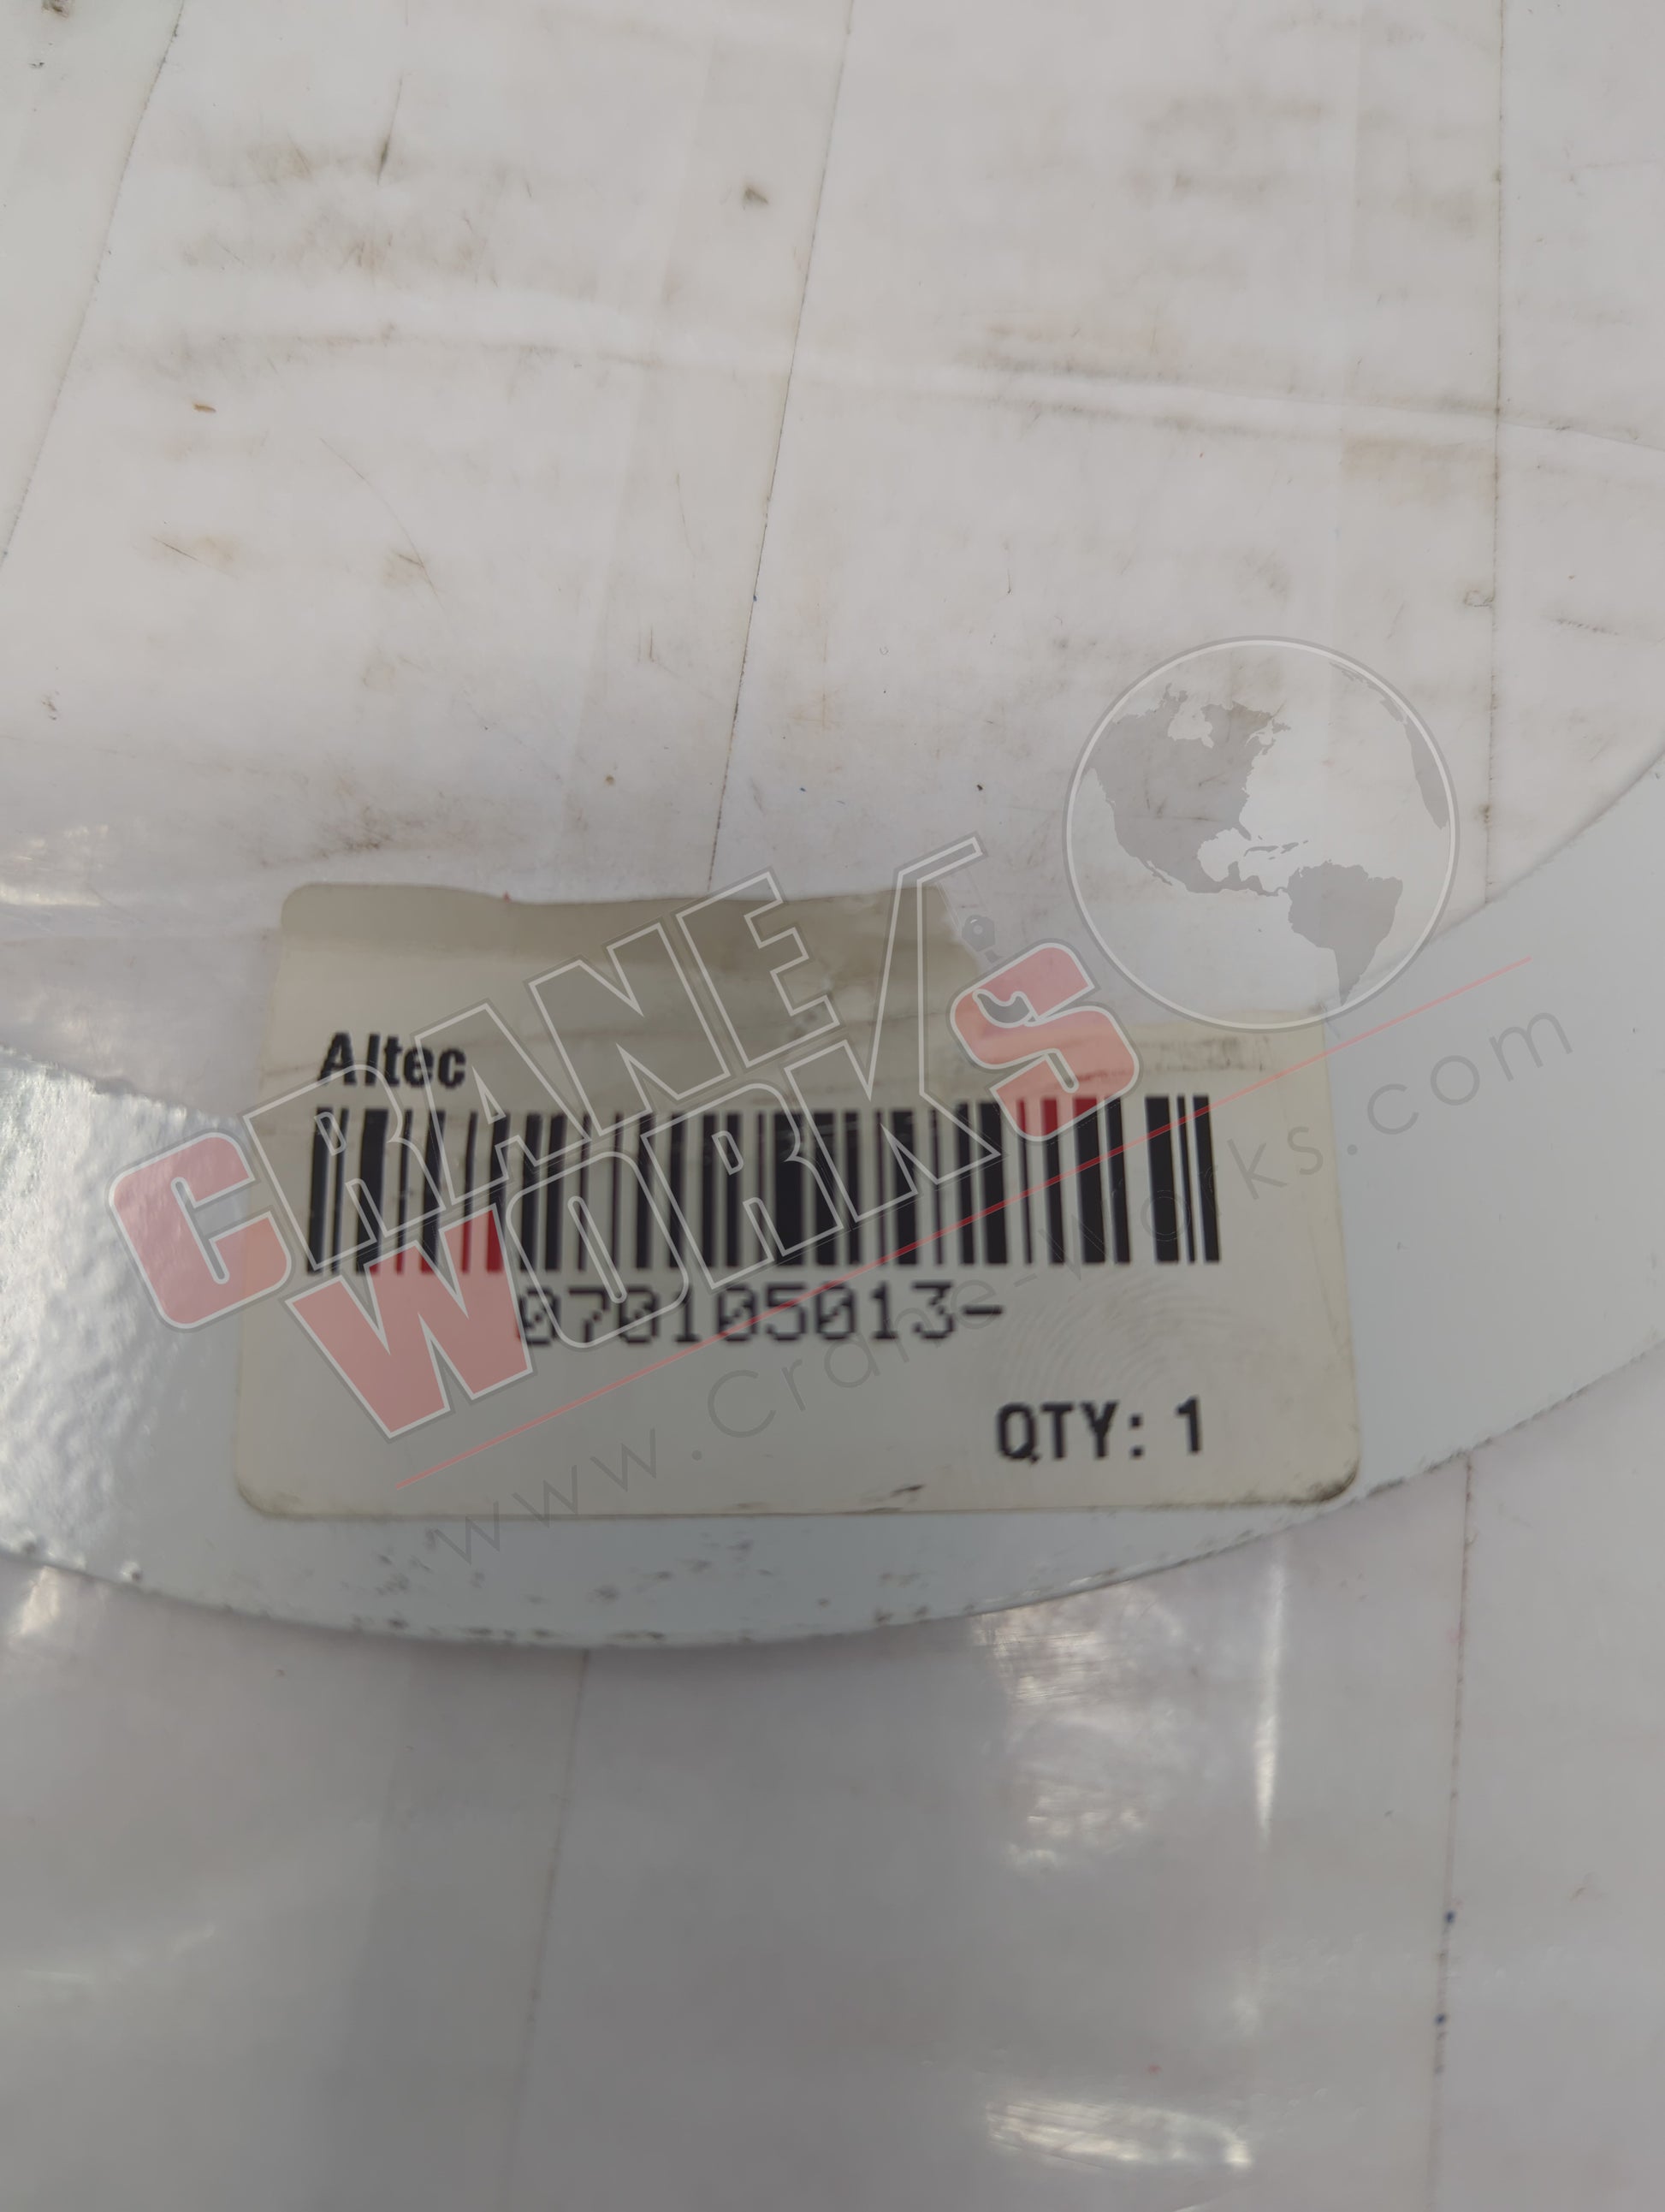 Altec
070105013-
QTY: 1
CRANE
WORKS
www.crane-works.com